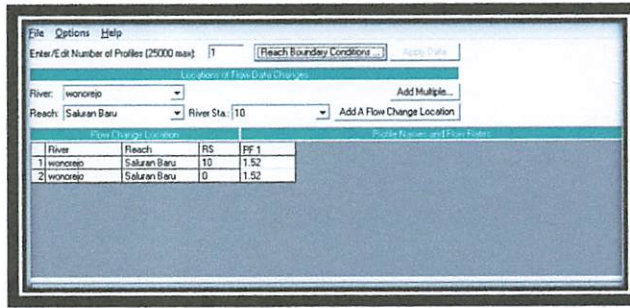 File Options Help
Enter/Edit Number of Profiles (25000 max): 1 Reach Boundary Conditions ... Apply Data
Locations of Flow Data Changes
River: wonorejo Add Multiple...
Reach: Saluran Baru River Sta.: 10 Add A Flow Change Location
Flow Change Location Profile Names and Flow Rates
River Reach RS PF 1
1 wonorejo Saluran Baru 10 1.52
2 wonorejo Saluran Baru 0 1.52